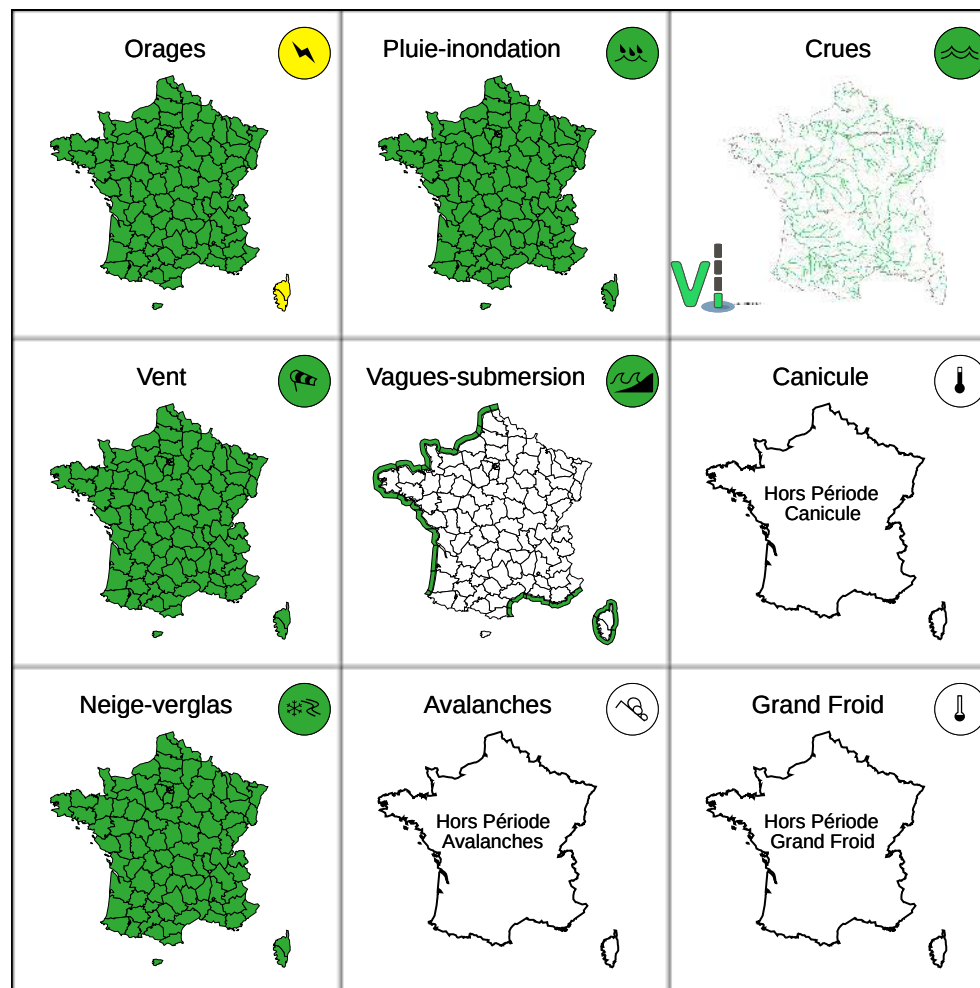 Orages
Pluie-inondation
Crues
Vent
Vagues-submersion
Canicule
Hors Période
Canicule
Neige-verglas
Avalanches
Grand Froid
Hors Période
Avalanches
Hors Période
Grand Froid